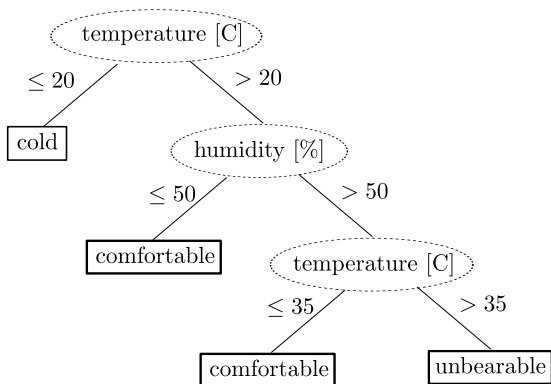 temperature [C]
≤ 20
> 20
cold
humidity [%]
≤ 50
> 50
comfortable
temperature [C]
≤ 35
> 35
comfortable
unbearable